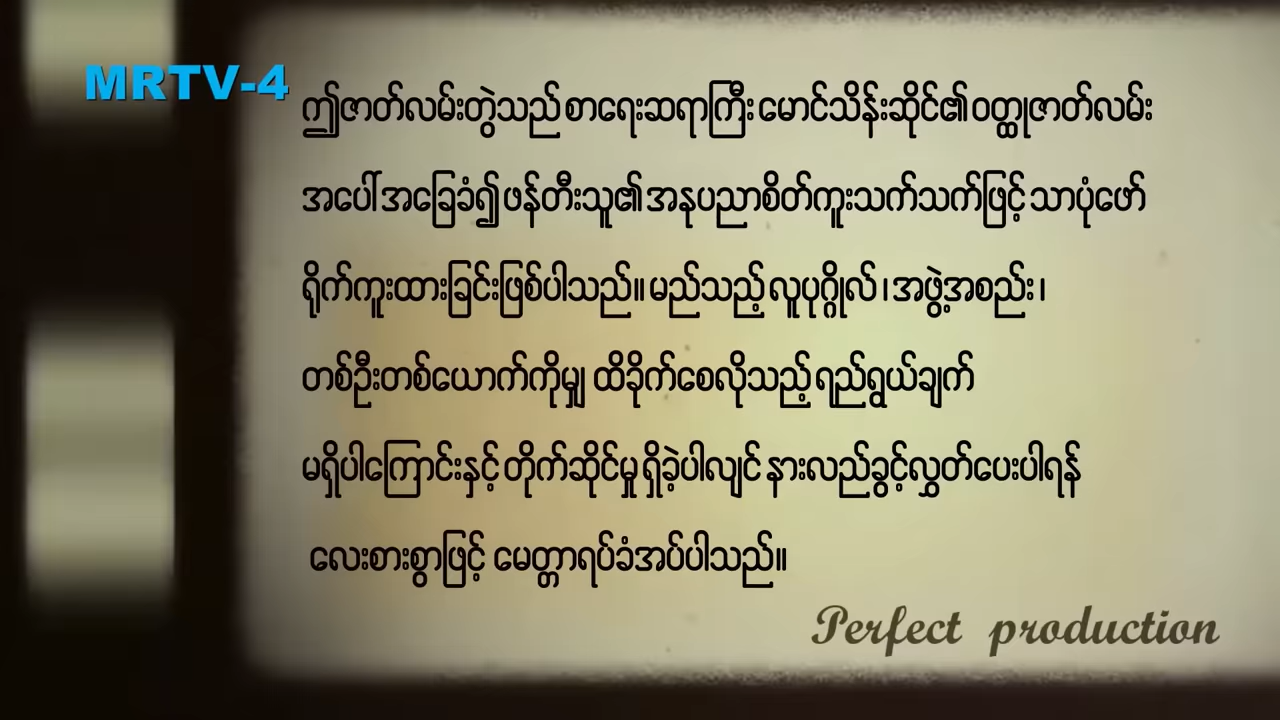 MRTV-4
ဤဇာတ်လမ်းတွဲသည် စာရေးဆရာကြီး မောင်သိန်းဆိုင်၏ ဝတ္ထုဇာတ်လမ်း
အပေါ် အခြေခံ၍ ဖန်တီးသူ၏ အနုပညာစိတ်ကူးသက်သက်ဖြင့် သာပုံဖော်
ရိုက်ကူးထားခြင်းဖြစ်ပါသည်။ မည်သည့် လူပုဂ္ဂိုလ် ၊ အဖွဲ့အစည်း ၊
တစ်ဦးတစ်ယောက်ကိုမျှ ထိခိုက်စေလိုသည့် ရည်ရွယ်ချက်
မရှိပါကြောင်းနှင့် တိုက်ဆိုင်မှု ရှိခဲ့ပါလျင် နားလည်ခွင့်လွှတ်ပေးပါရန်
လေးစားစွာဖြင့် မေတ္တာရပ်ခံအပ်ပါသည်။
Perfect production